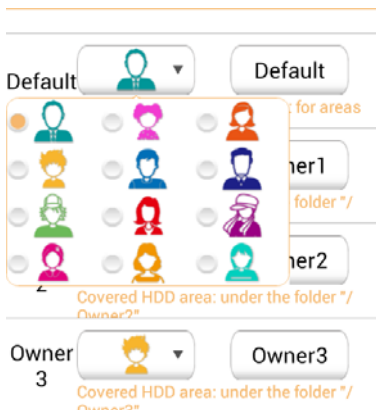 Default
Default
for areas
ner1
folder "/
ner2
2
Covered HDD area: under the folder "/
Owner2"
Owner
3
Owner3
Covered HDD area: under the folder "/
Owner3"